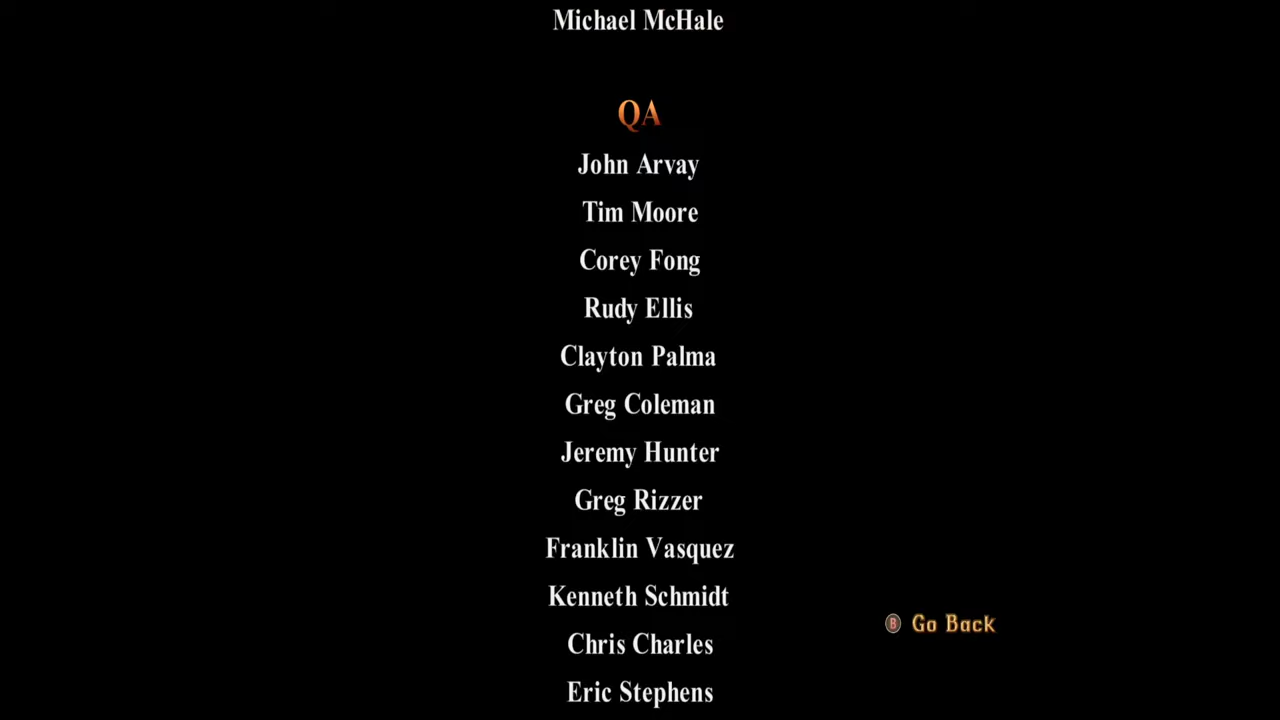 Michael McHale
QA
John Arvay
Tim Moore
Corey Fong
Rudy Ellis
Clayton Palma
Greg Coleman
Jeremy Hunter
Greg Rizzer
Franklin Vasquez
Kenneth Schmidt
B Go Back
Chris Charles
Eric Stephens